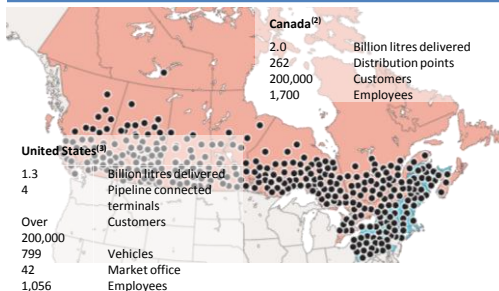 Canada(2)
2.0 Billion litres delivered
262 Distribution points
200,000 Customers
1,700 Employees
United States(3)
1.3 Billion litres delivered
4 Pipeline connected
terminals
Over Customers
200,000
799 Vehicles
42 Market office
1,056 Employees